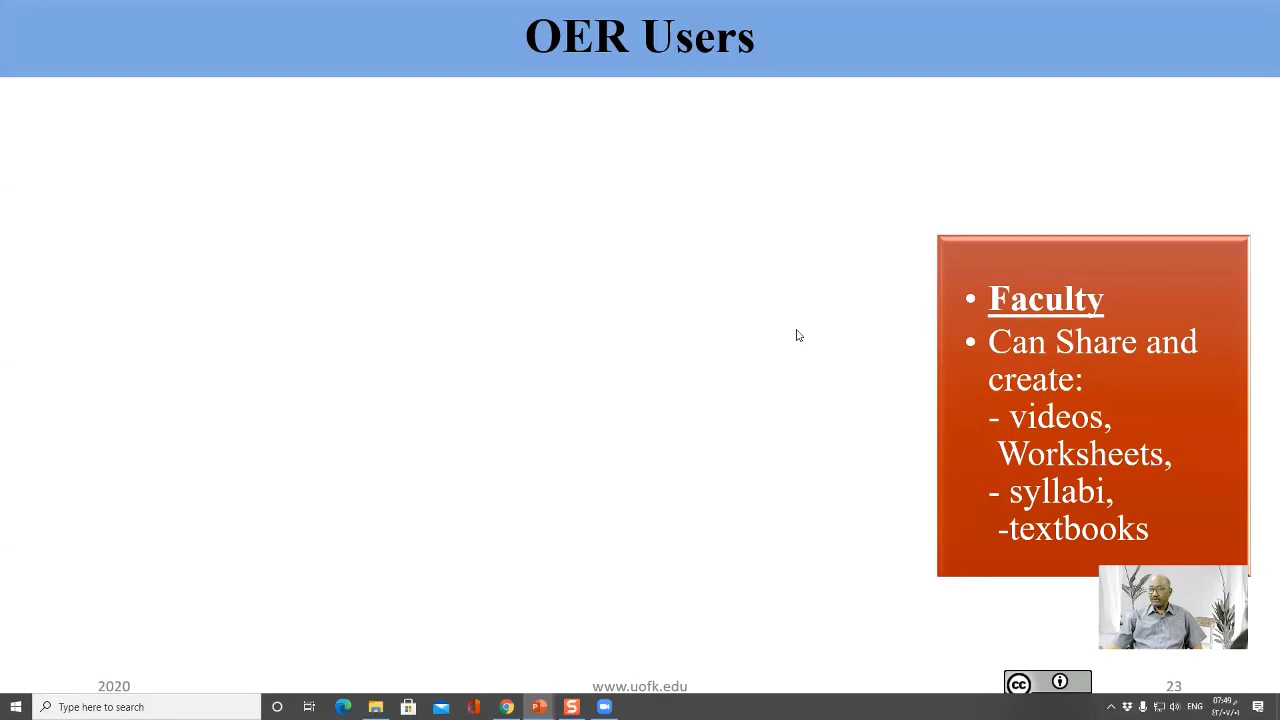 OER Users
• Faculty
• Can Share and
create:
- videos,
Worksheets,
- syllabi,
-textbooks
2020
www.uofk.edu
cc
23
Type here to search
ENG